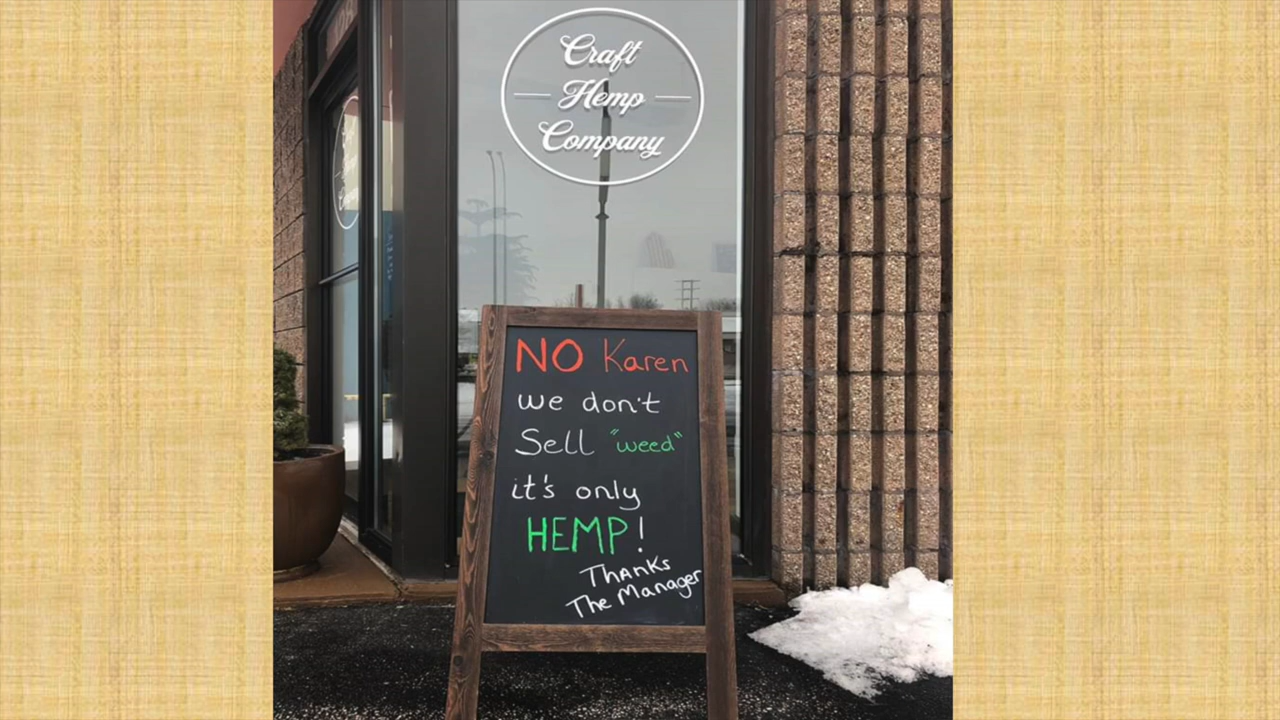 Craft
Hemp
Company
NO Karen
we don't
Sell "weed"
it's only
HEMP!
Thanks
The Manager